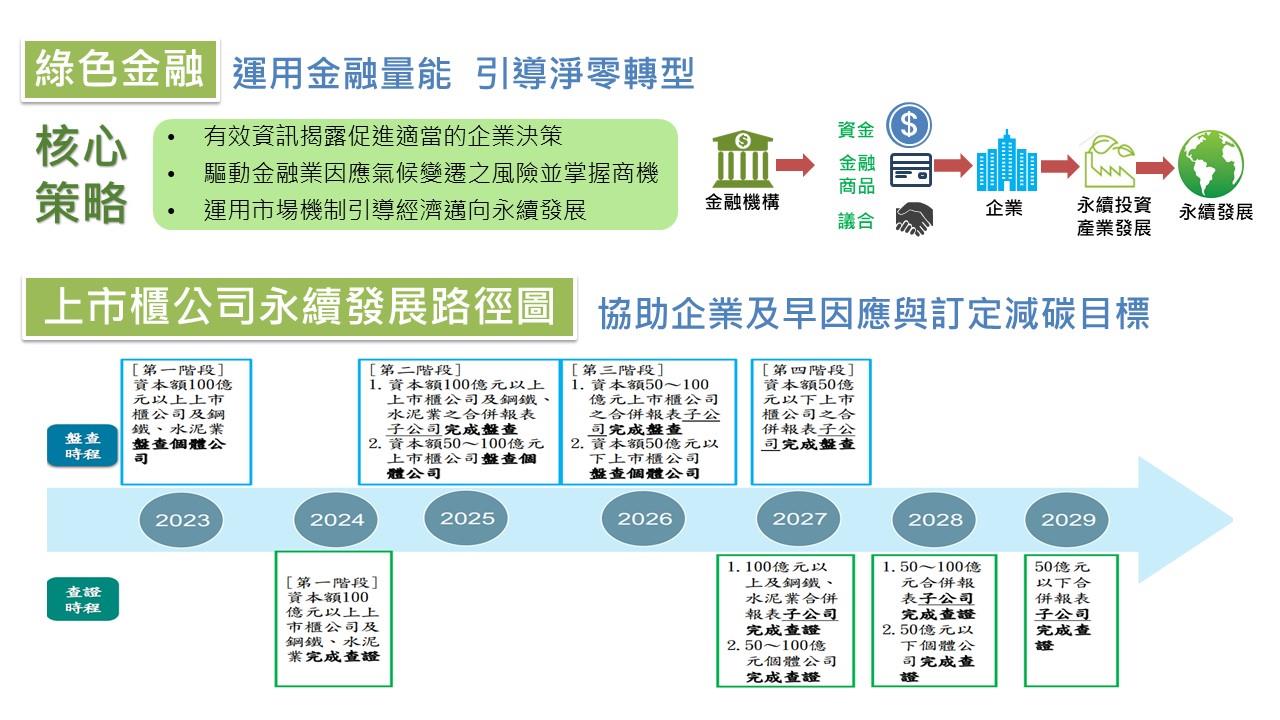 綠色金融
運用金融量能 引導淨零轉型
核心
策略
• 有效資訊揭露促進適當的企業決策
• 驅動金融業因應氣候變遷之風險並掌握商機
• 運用市場機制引導經濟邁向永續發展
金融機構
資金
金融
商品
議合
企業
永續投資
產業發展
永續發展
上市櫃公司永續發展路徑圖
協助企業及早因應與訂定減碳目標
盤查
時程
[第一階段]
資本額100億
元以上上市
櫃公司及鋼
鐵、水泥業
盤查個體公
司
[第二階段]
1. 資本額100億元以上
上市櫃公司及鋼鐵、
水泥業之合併報表
子公司完成盤查
2. 資本額50~100億元
上市櫃公司盤查個
體公司
[第三階段]
1. 資本額50~100
億元上市櫃公司
之合併報表子公
司完成盤查
2. 資本額50億元以
下上市櫃公司
盤查個體公司
[第四階段]
資本額50億
元以下上市
櫃公司之合
併報表子公
司完成盤查
2023
2024
2025
2026
2027
2028
2029
查證
時程
[第一階段]
資本額100
億元以上上
市櫃公司及
鋼鐵、水泥
業完成查證
1. 100億元以
上及鋼鐵、
水泥業合併
報表子公司
完成查證
2. 50~100億
元個體公司
完成查證
1. 50~100億
元合併報
表子公司
完成查證
2. 50億元以
下個體公
司完成查
證
50億元
以下合
併報表
子公司
完成查
證